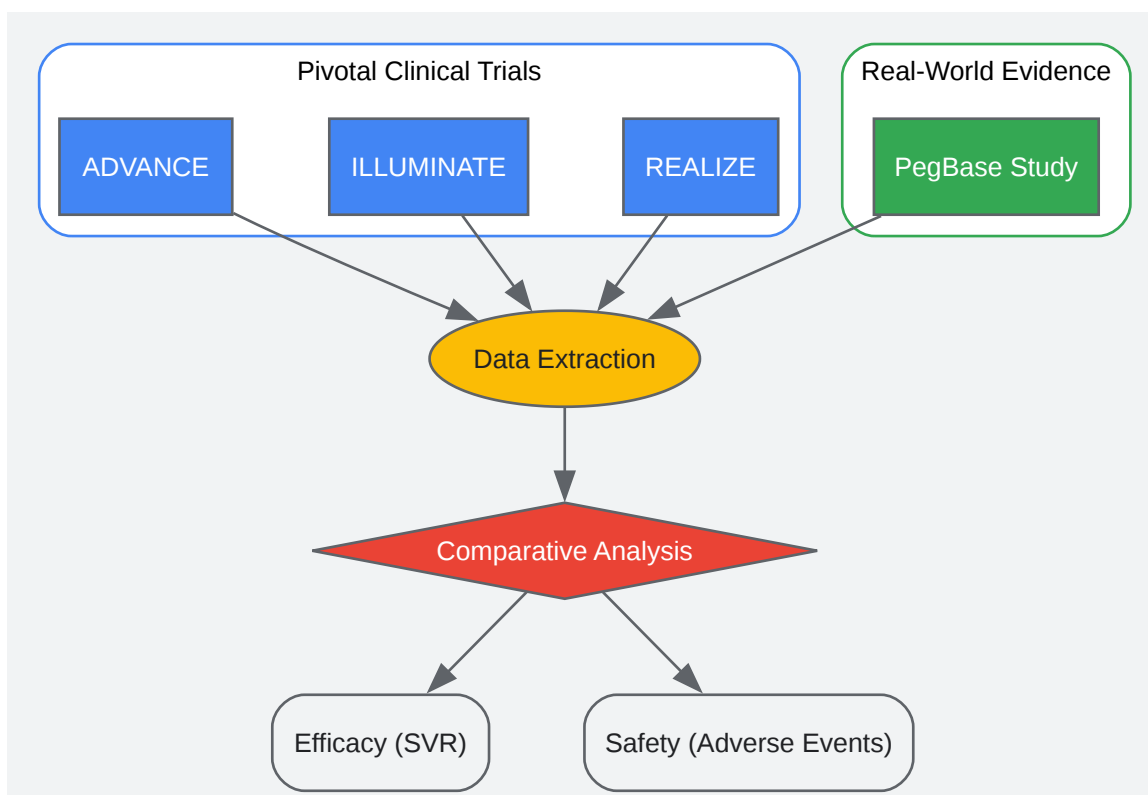 Pivotal Clinical Trials
Real-World Evidence
ADVANCE
ILLUMINATE
REALIZE
PegBase Study
Data Extraction
Comparative Analysis
Efficacy (SVR)
Safety (Adverse Events)